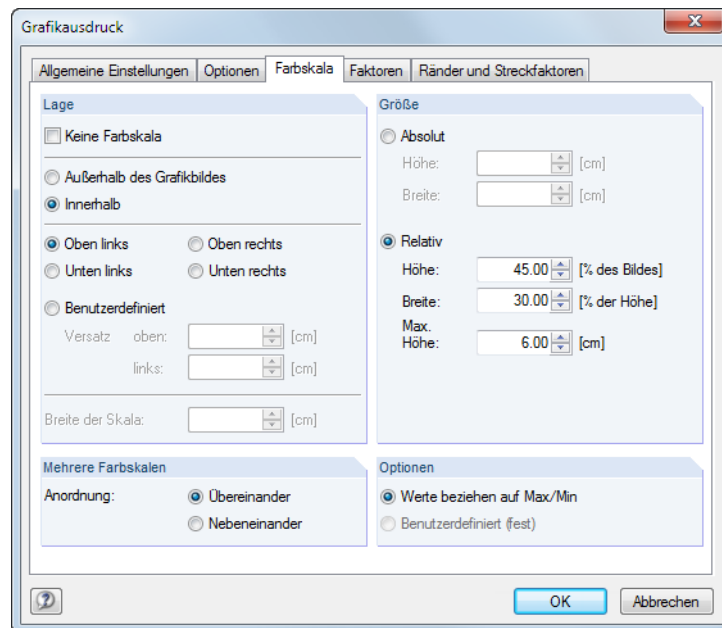 Grafikausdruck
Allgemeine Einstellungen Optionen Farbskala Faktoren Ränder und Streckfaktoren
Lage
Keine Farbskala
Außerhalb des Grafikbildes
Innerhalb
Oben links Oben rechts
Unten links Unten rechts
Benutzerdefiniert
Versatz oben: [cm]
links: [cm]
Breite der Skala: [cm]
Größe
Absolut
Höhe: [cm]
Breite: [cm]
Relativ
Höhe: 45.00 [% des Bildes]
Breite: 30.00 [% der Höhe]
Max.
Höhe: 6.00 [cm]
Mehrere Farbskalen
Anordnung: Übereinander
Nebeneinander
Optionen
Werte beziehen auf Max/Min
Benutzerdefiniert (fest)
OK Abbrechen